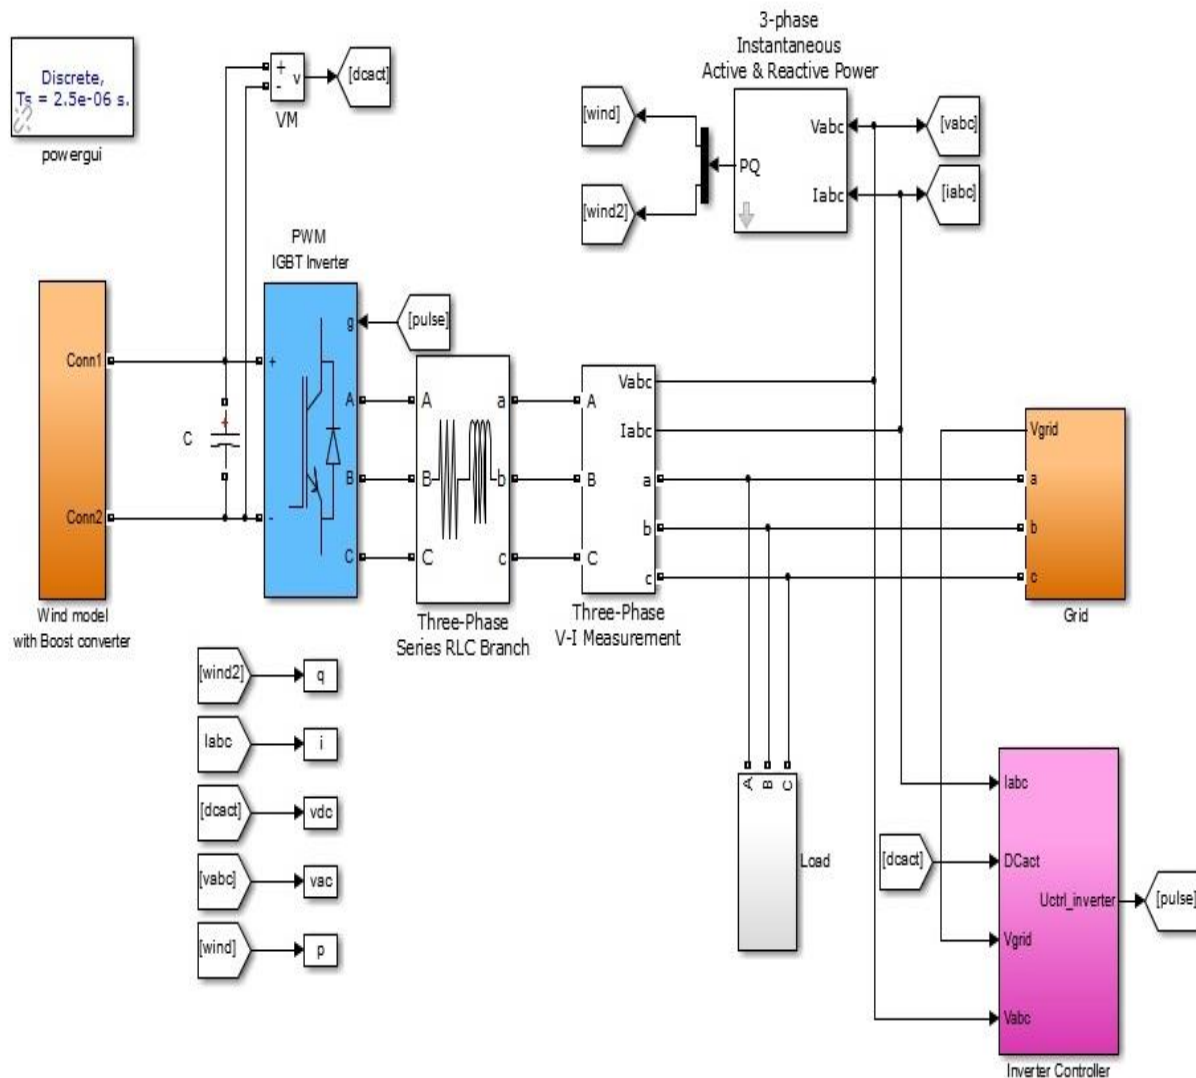 Discrete,
Ts = 2.5e-06 s.
powergui
+
-
v
VM
[dcact]
3-phase
Instantaneous
Active & Reactive Power
[wind]
[wind2]
PQ
Vabc
Iabc
[vabc]
[iabc]
Conn1
Conn2
Wind model
with Boost converter
C
PWM
IGBT Inverter
g
+
-
A
B
C
[pulse]
A
B
C
a
b
c
Three-Phase
Series RLC Branch
Vabc
Iabc
A
B
C
a
b
c
Three-Phase
V-I Measurement
Vgrid
a
b
c
Grid
[wind2]
q
Iabc
i
[dcact]
vdc
[vabc]
vac
[wind]
p
A
B
C
Load
[dcact]
Iabc
DCact
Vgrid
Vabc
Uctrl_inverter
[pulse]
Inverter Controller